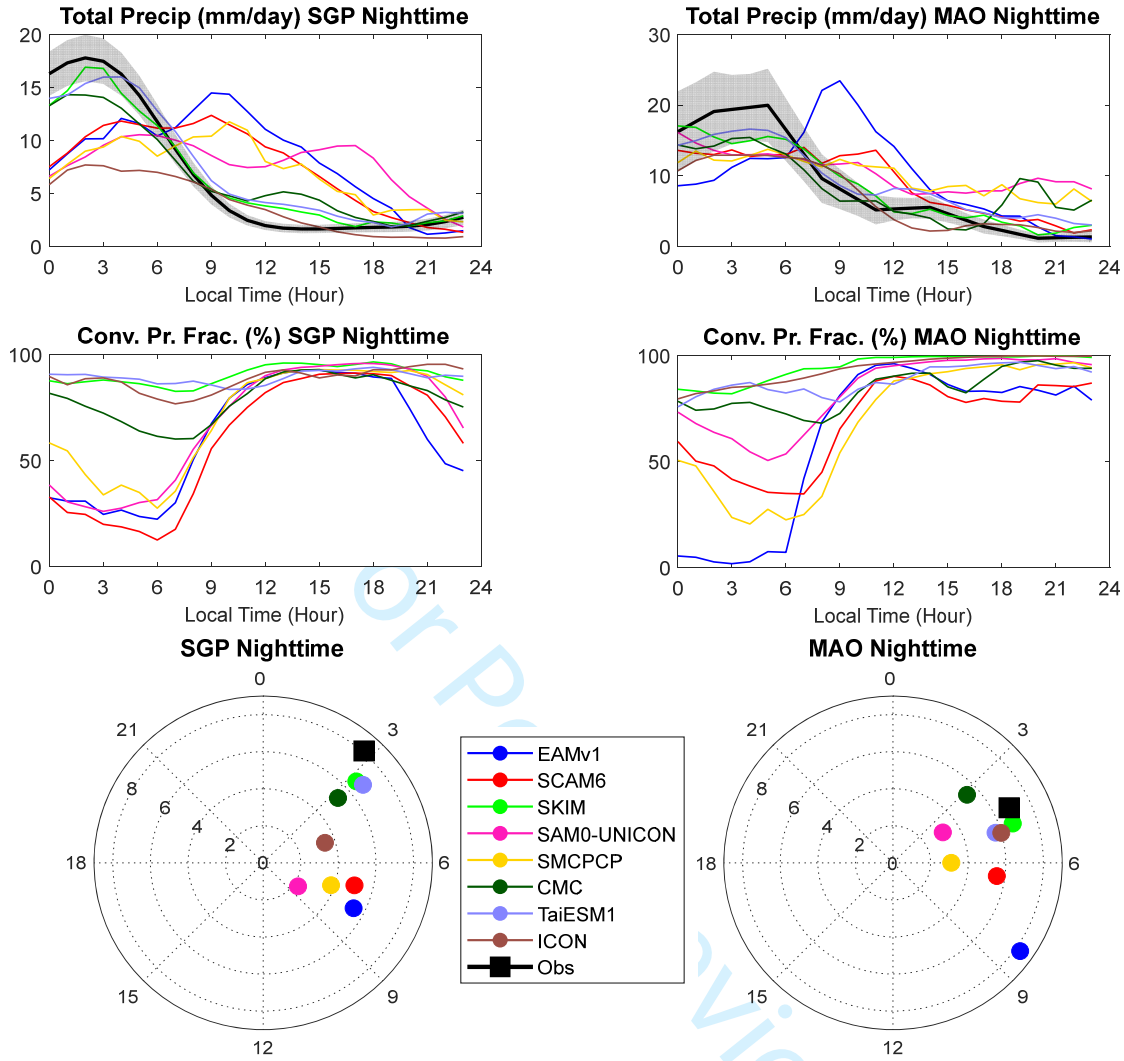 Total Precip (mm/day) SGP Nighttime
20
15
10
5
0
0 3 6 9 12 15 18 21 24
Local Time (Hour)
Total Precip (mm/day) MAO Nighttime
30
20
10
0
0 3 6 9 12 15 18 21 24
Local Time (Hour)
Conv. Pr. Frac. (%) SGP Nighttime
100
50
0
0 3 6 9 12 15 18 21 24
Local Time (Hour)
Conv. Pr. Frac. (%) MAO Nighttime
100
50
0
0 3 6 9 12 15 18 21 24
Local Time (Hour)
SGP Nighttime
0
21 3
8
6
4
2
18 0 6
15 9
12
EAMv1
SCAM6
SKIM
SAM0-UNICON
SMCPCP
CMC
TaiESM1
ICON
Obs
MAO Nighttime
0
21 3
8
6
4
2
18 0 6
15 9
12